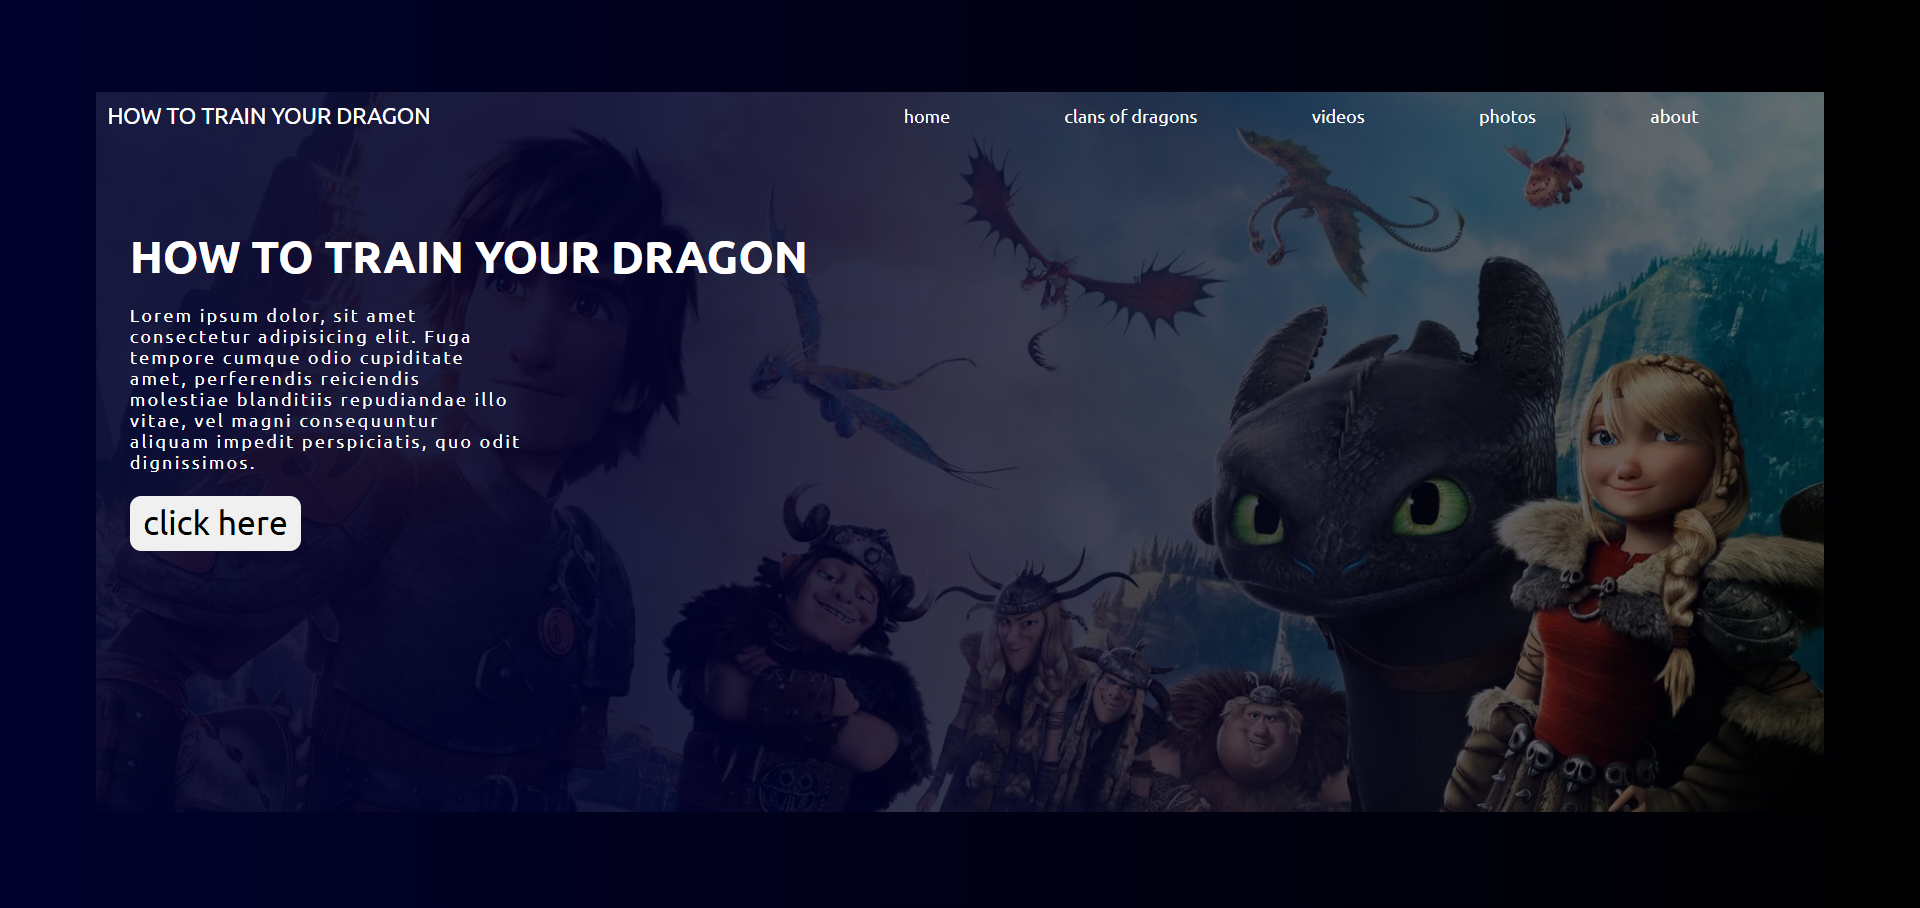 HOW TO TRAIN YOUR DRAGON
home
clans of dragons
videos
photos
about
HOW TO TRAIN YOUR DRAGON
Lorem ipsum dolor, sit amet
consectetur adipisicing elit. Fuga
tempore cumque odio cupiditate
amet, perferendis reiciendis
molestiae blanditiis repudiandae illo
vitae, vel magni consequuntur
aliquam impedit perspiciatis, quo odit
dignissimos.
click here